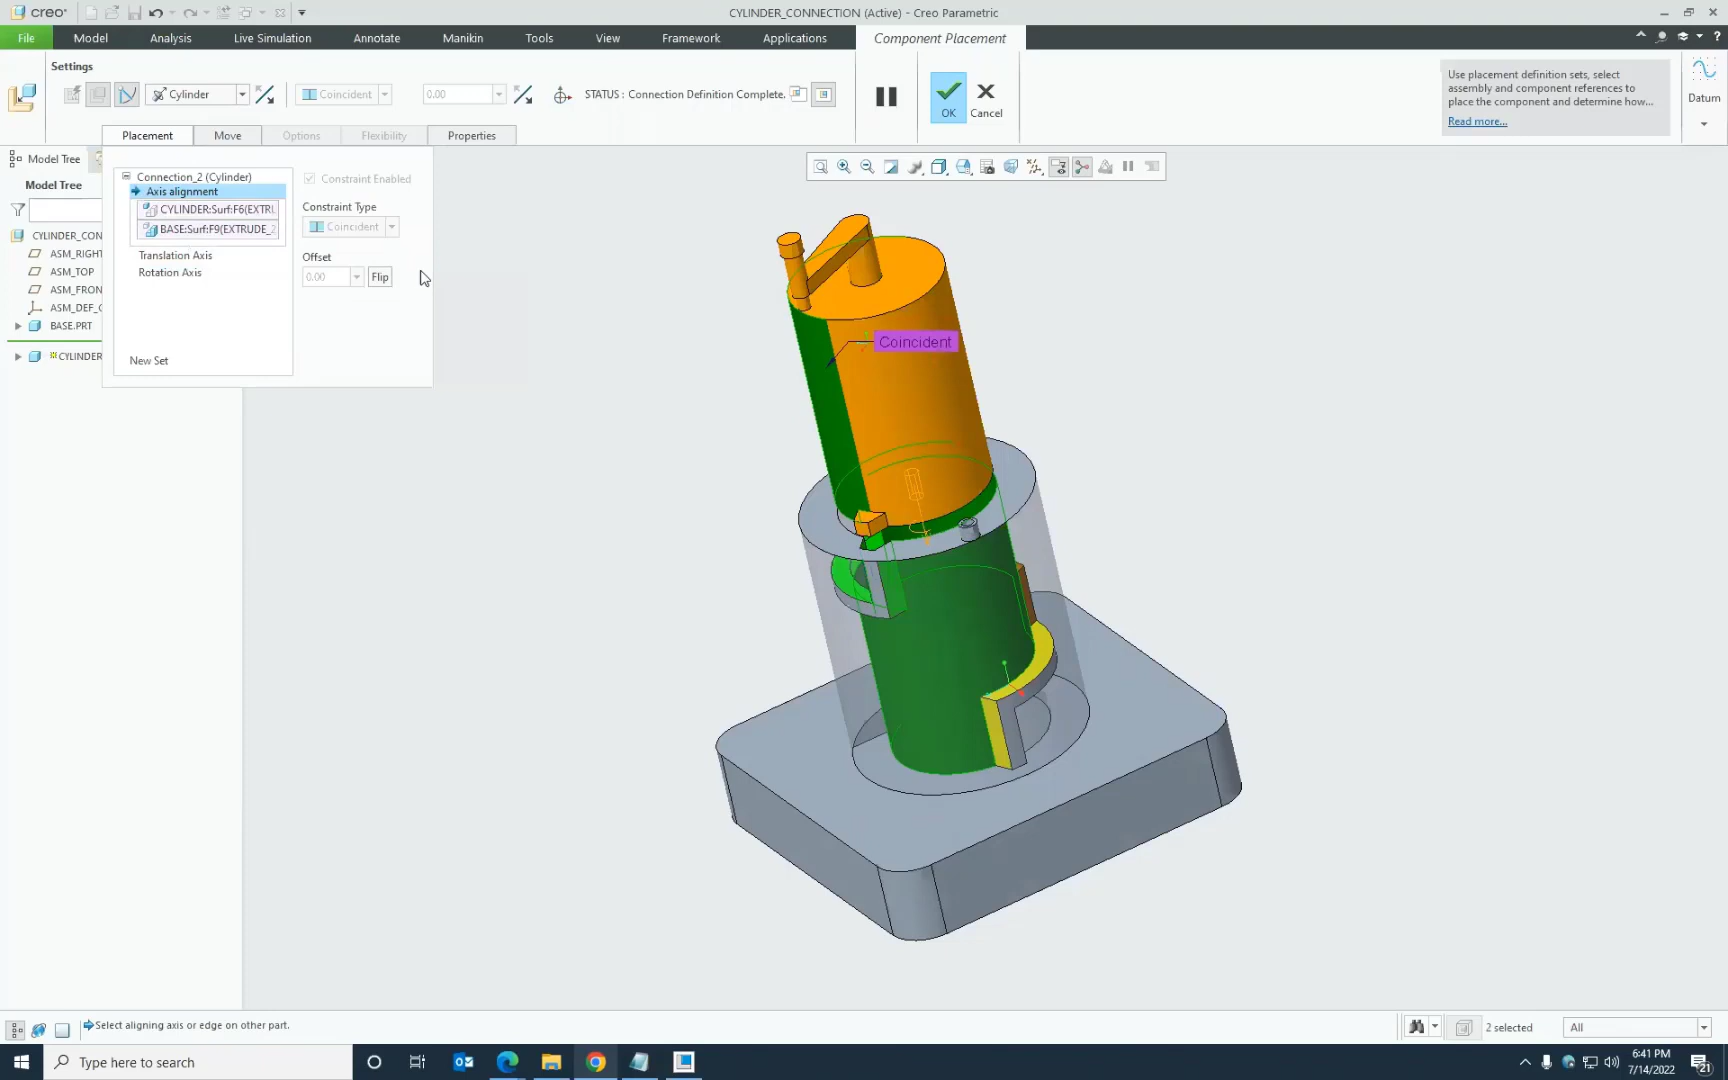 creo·
CYLINDER_CONNECTION (Active) - Creo Parametric
File
Model
Analysis
Live Simulation
Annotate
Manikin
Tools
View
Framework
Applications
Component Placement
Settings
Cylinder
Coincident
0.00
STATUS : Connection Definition Complete.
OK
Cancel
Use placement definition sets, select
assembly and component references to
place the component and determine how...
Read more...
Datum
Placement
Move
Options
Flexibility
Properties
Model Tree
Model Tree
CYLINDER_CON
ASM_RIGHT
ASM_TOP
ASM_FRON
ASM_DEF_C
BASE.PRT
CYLINDER
Connection_2 (Cylinder)
Axis alignment
CYLINDER:Surf:F6(EXTRU
BASE:Surf:F9(EXTRUDE_2
Translation Axis
Rotation Axis
New Set
Constraint Enabled
Constraint Type
Coincident
Offset
0.00
Flip
Coincident
Select aligning axis or edge on other part.
2 selected
All
Type here to search
6:41 PM
7/14/2022
21